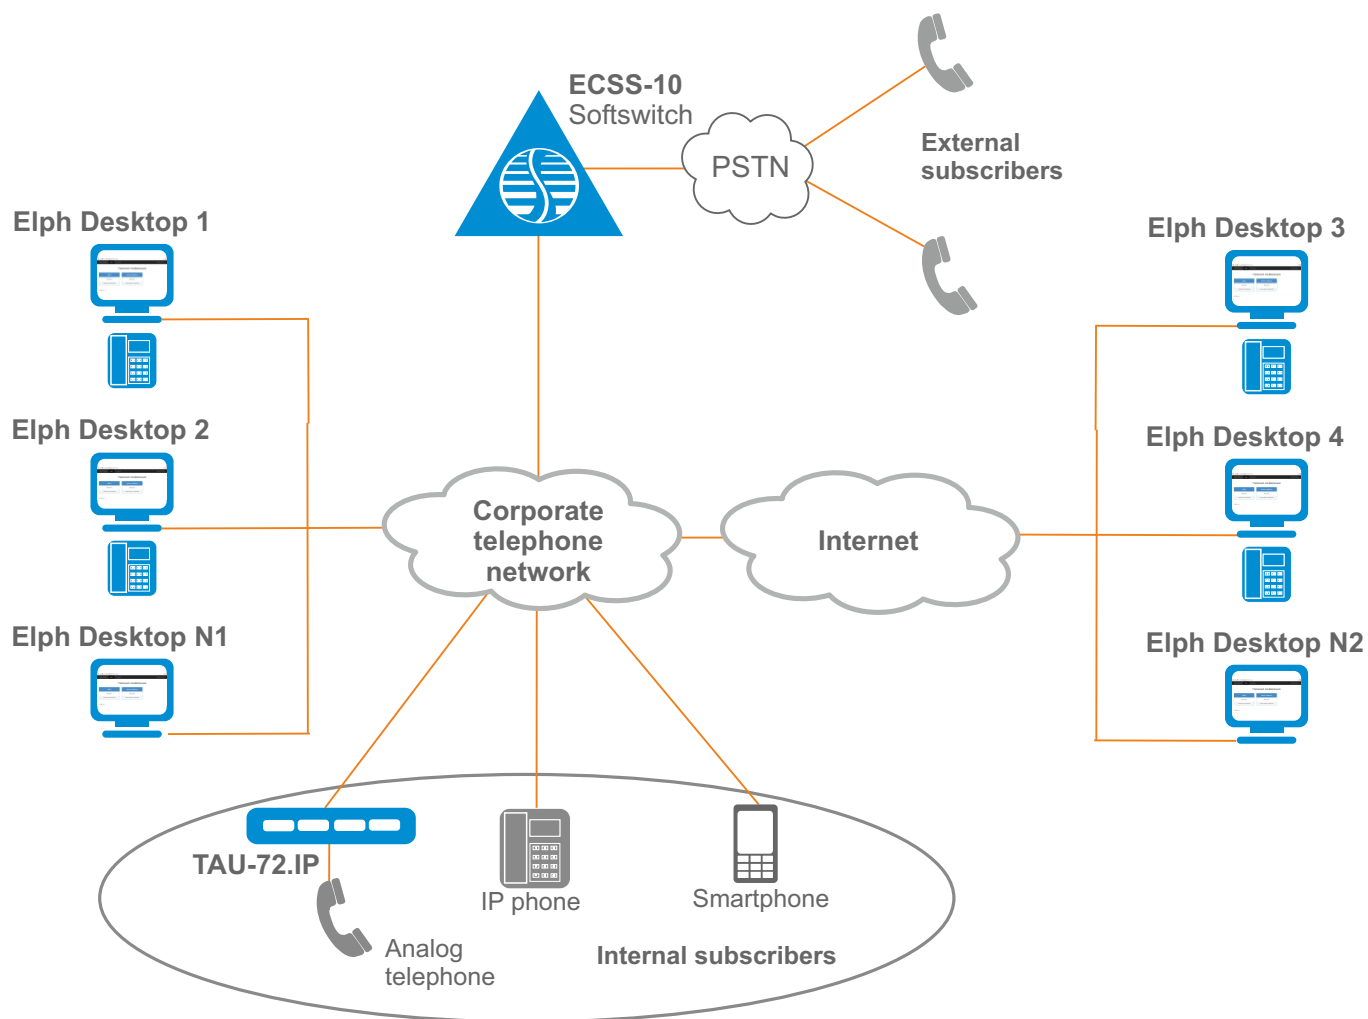 ECSS-10
Softswitch
PSTN
External
subscribers
Elph Desktop 1
Elph Desktop 3
Elph Desktop 2
Elph Desktop 4
Corporate
telephone
network
Internet
Elph Desktop N1
Elph Desktop N2
TAU-72.IP
IP phone
Smartphone
Analog
telephone
Internal subscribers